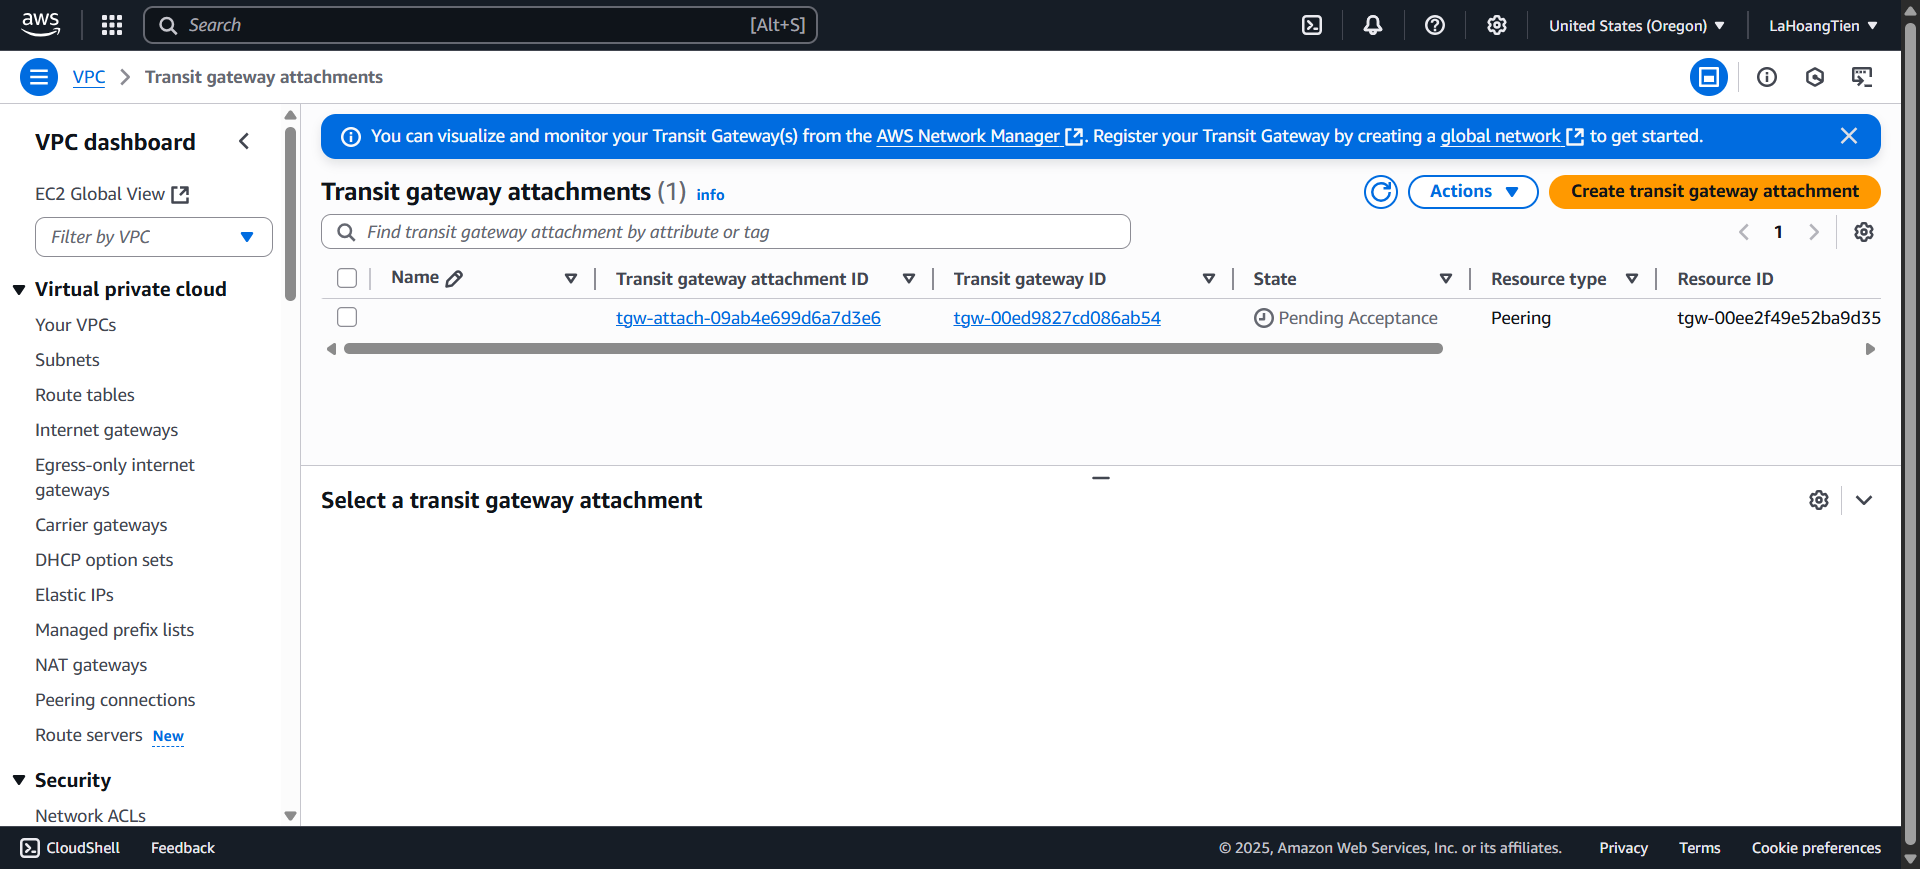 aws
Search [Alt+S]
United States (Oregon)
LaHoangTien
VPC
Transit gateway attachments
VPC dashboard
EC2 Global View
Filter by VPC
Virtual private cloud
Your VPCs
Subnets
Route tables
Internet gateways
Egress-only internet
gateways
Carrier gateways
DHCP option sets
Elastic IPs
Managed prefix lists
NAT gateways
Peering connections
Route servers New
Security
Network ACLs
You can visualize and monitor your Transit Gateway(s) from the AWS Network Manager . Register your Transit Gateway by creating a global network to get started.
Transit gateway attachments (1) info
Actions
Create transit gateway attachment
Find transit gateway attachment by attribute or tag
1
Name Transit gateway attachment ID Transit gateway ID State Resource type Resource ID
tgw-attach-09ab4e699d6a7d3e6 tgw-00ed9827cd086ab54 Pending Acceptance Peering tgw-00ee2f49e52ba9d35
Select a transit gateway attachment
CloudShell Feedback
© 2025, Amazon Web Services, Inc. or its affiliates. Privacy Terms Cookie preferences